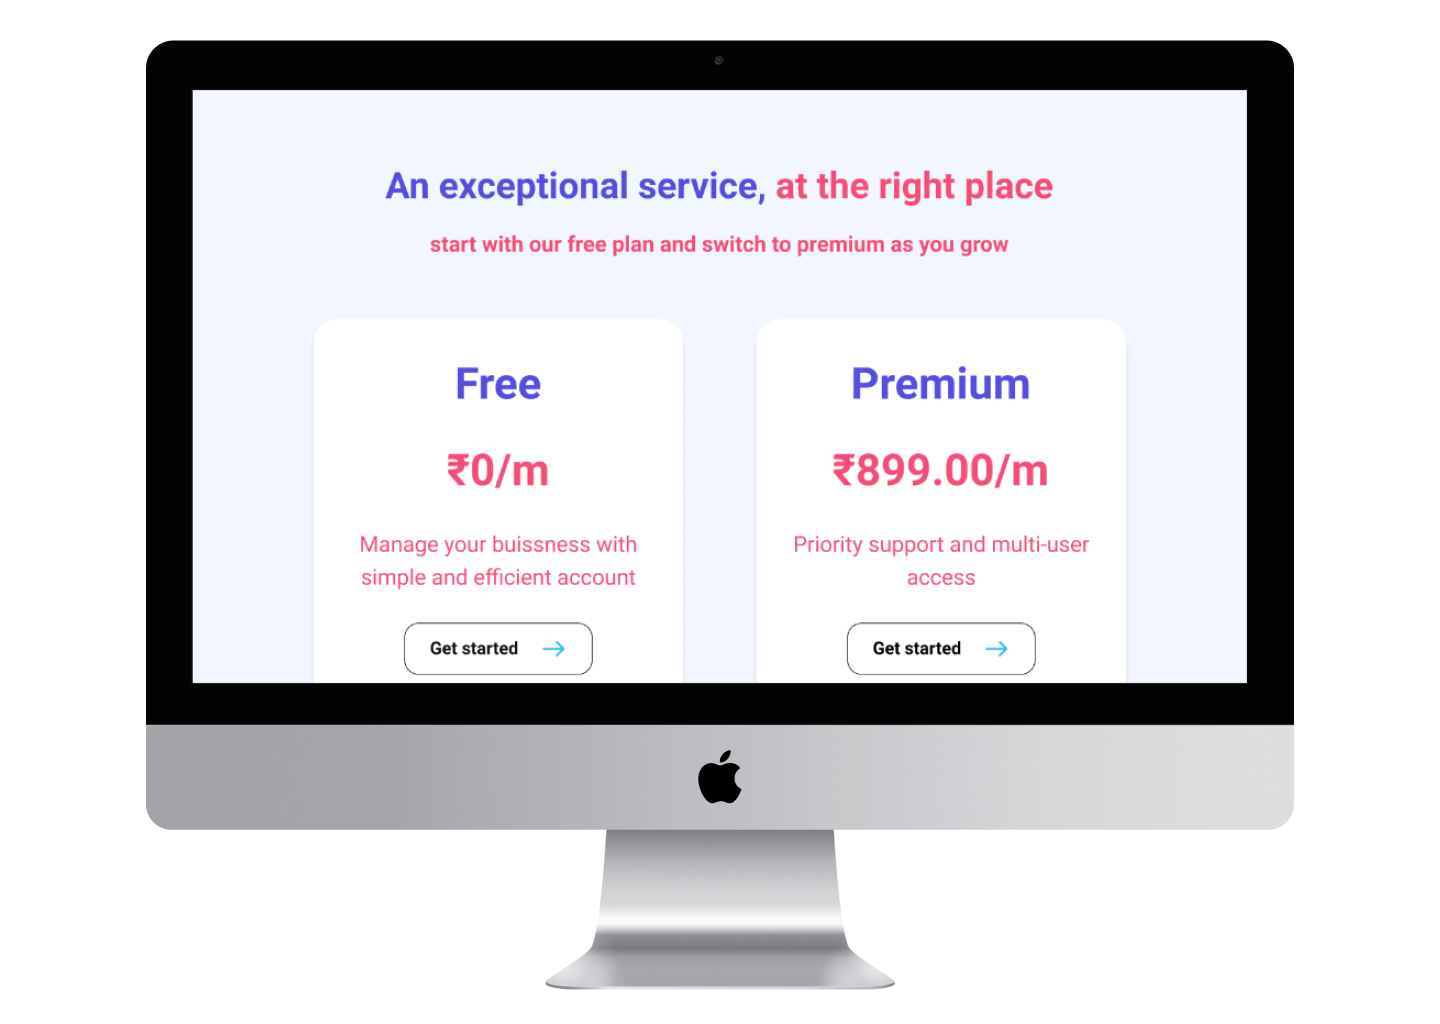 An exceptional service, at the right place
start with our free plan and switch to premium as you grow
Free
₹0/m
Manage your buissness with
simple and efficient account
Get started
Premium
₹899.00/m
Priority support and multi-user
access
Get started